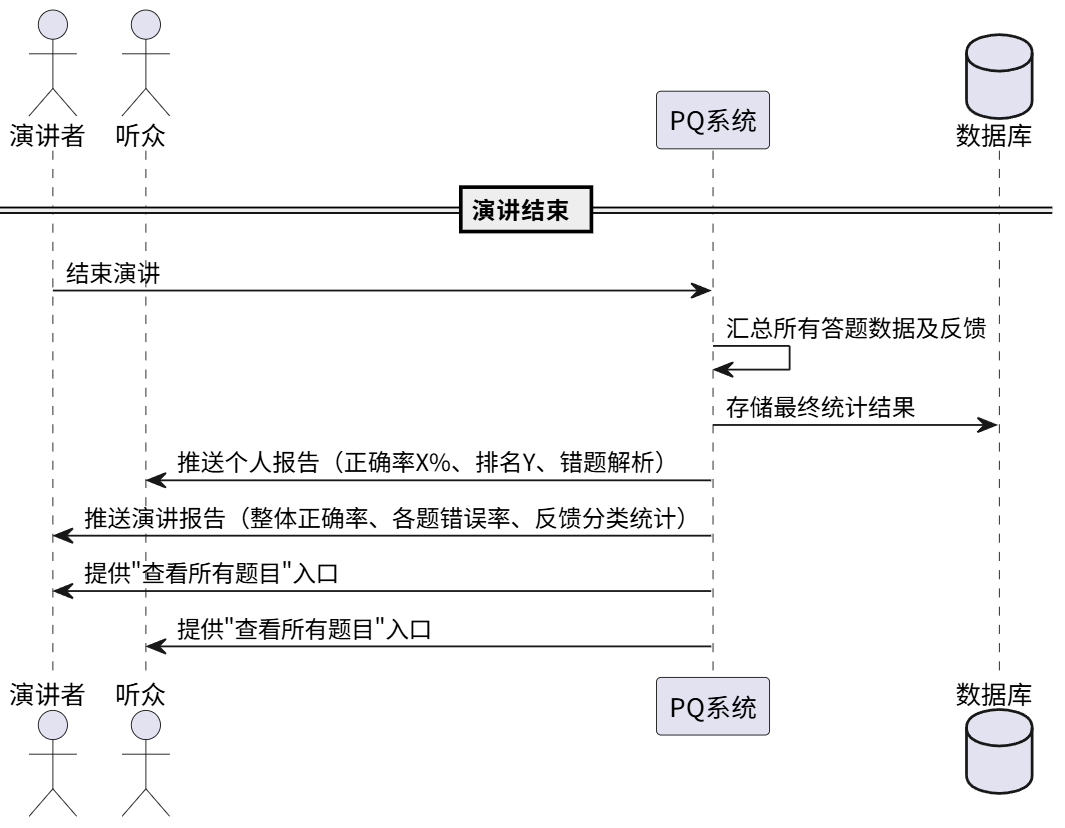 演讲者
听众
PQ系统
数据库
演讲结束
结束演讲
汇总所有答题数据及反馈
存储最终统计结果
推送个人报告（正确率X%、排名Y、错题解析）
推送演讲报告（整体正确率、各题错误率、反馈分类统计）
提供"查看所有题目"入口
提供"查看所有题目"入口
演讲者
听众
PQ系统
数据库